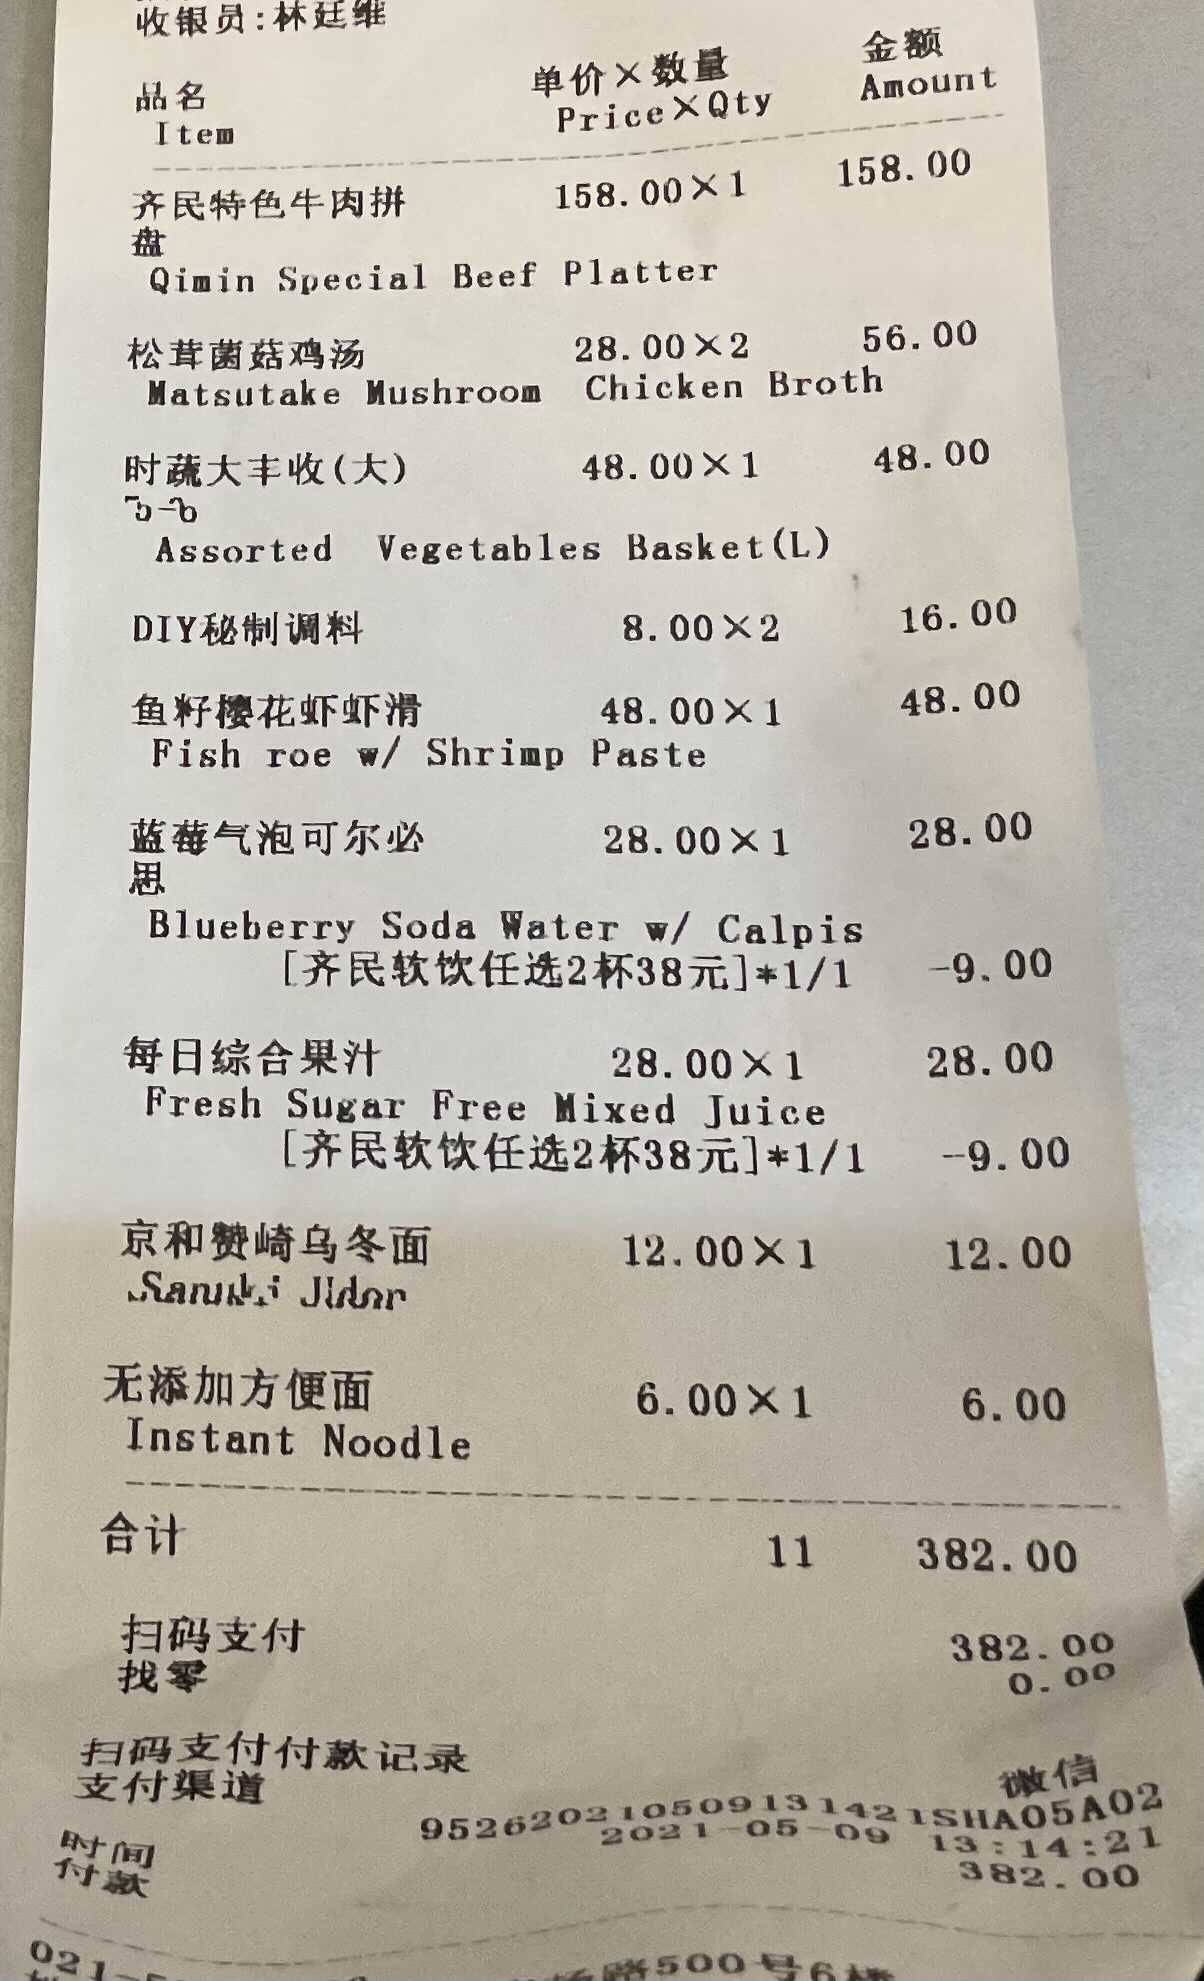 收银员:林廷维
品名 单价×数量 金额
Item Price×Qty Amount
齐民特色牛肉拼 158.00×1 158.00
盘
Qimin Special Beef Platter
松茸菌菇鸡汤 28.00×2 56.00
Matsutake Mushroom Chicken Broth
时蔬大丰收(大) 48.00×1 48.00
Assorted Vegetables Basket(L)
DIY秘制调料 8.00×2 16.00
鱼籽樱花虾虾滑 48.00×1 48.00
Fish roe w/ Shrimp Paste
蓝莓气泡可尔必 28.00×1 28.00
思
Blueberry Soda Water w/ Calpis
[齐民软饮任选2杯38元]*1/1 -9.00
每日综合果汁 28.00×1 28.00
Fresh Sugar Free Mixed Juice
[齐民软饮任选2杯38元]*1/1 -9.00
京和赞崎乌冬面 12.00×1 12.00
Sanuki
无添加方便面 6.00×1 6.00
Instant Noodle
合计 11 382.00
扫码支付 382.00
找零 0.00
扫码支付付款记录
支付渠道 微信
952620210509131421SHA05A02
时间 2021-05-09 13:14:21
付款 382.00
021-
路500号6楼